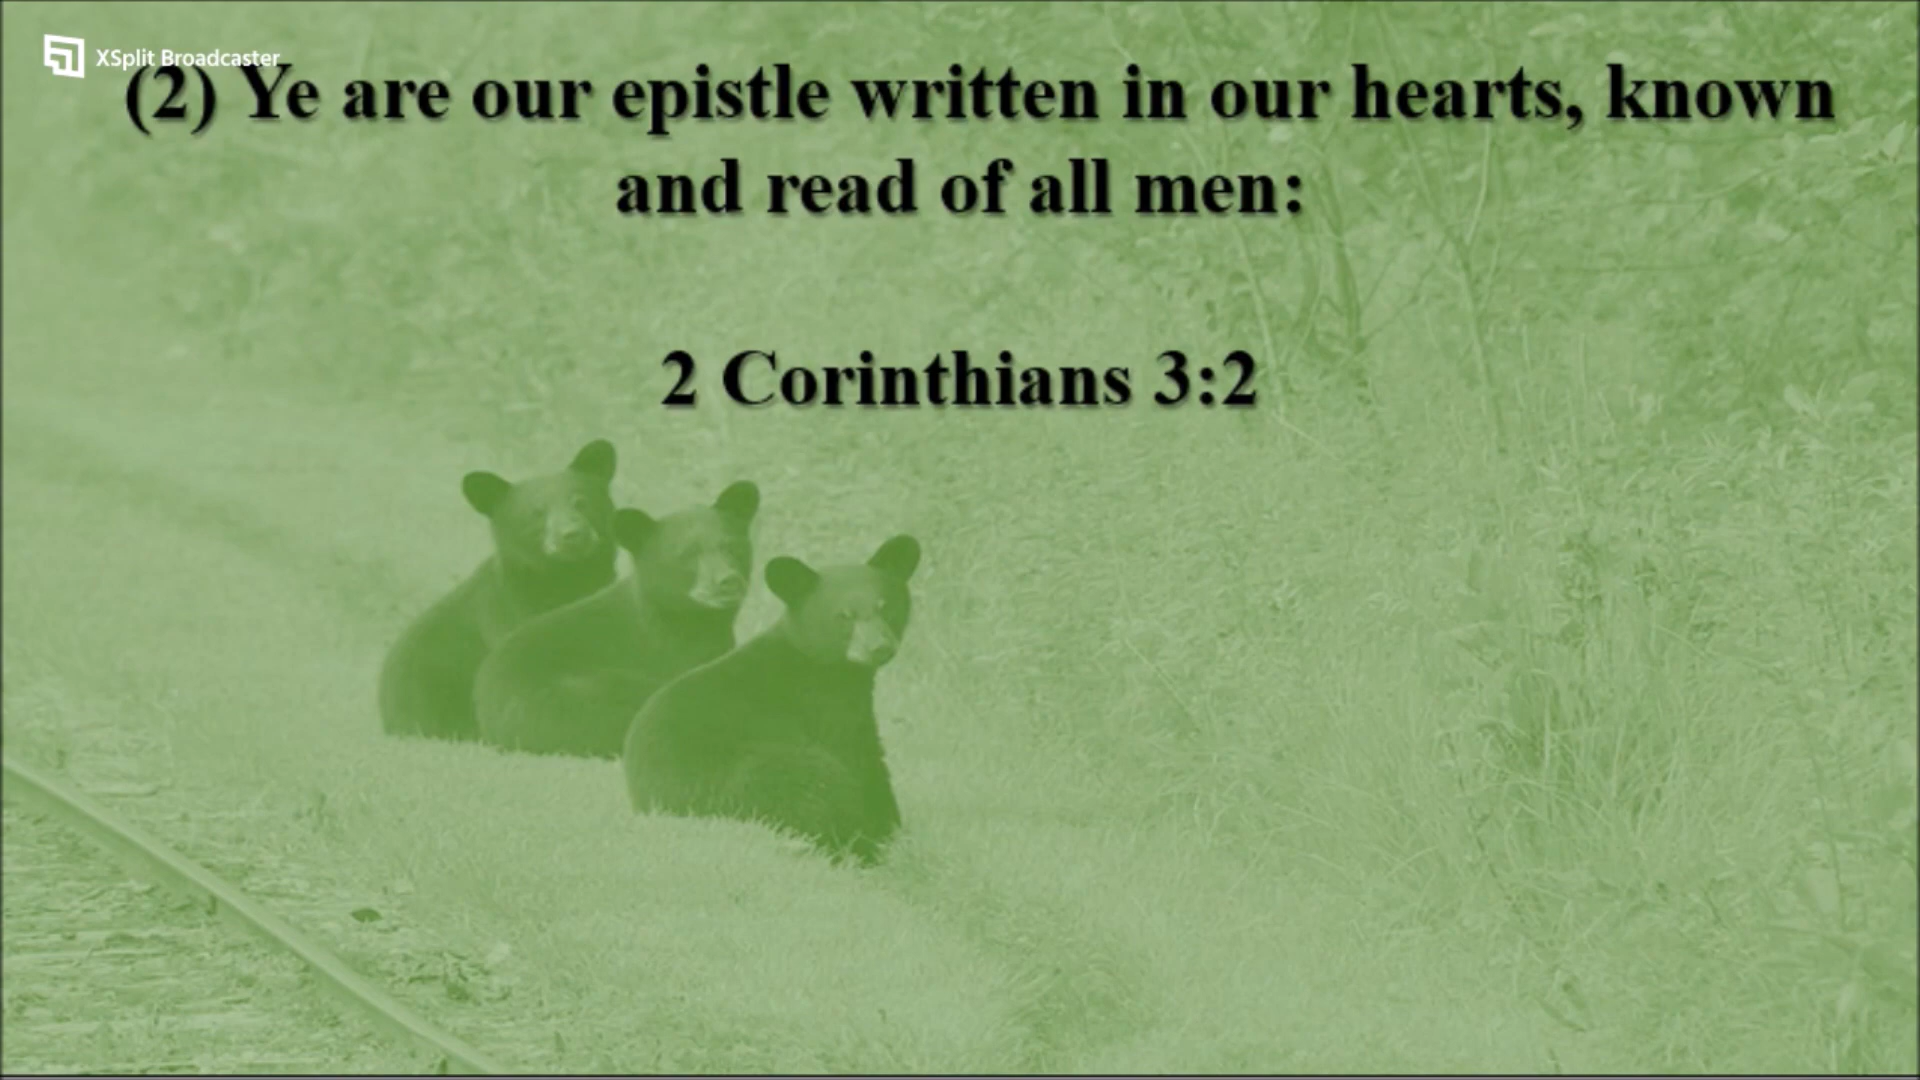 XSplit Broadcaster
(2) Ye are our epistle written in our hearts, known
and read of all men:
2 Corinthians 3:2